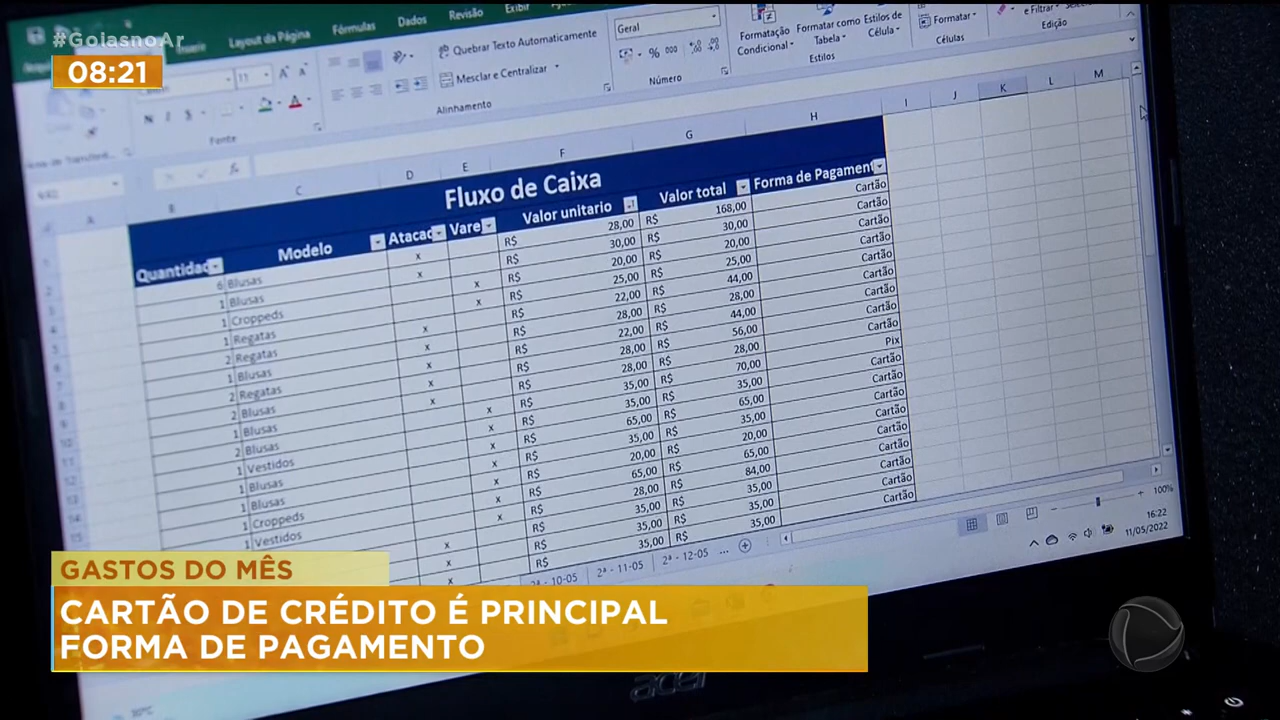 #GoiasnoAr
08:21
Inserir Layout da Página Fórmulas Dados Revisão Exibir
11
Quebrar Texto Automaticamente
Geral
Mesclar e Centralizar
% 000
Formatação Condicional
Formatar como Tabela
Estilos de Célula
Formatar
Fonte
Alinhamento
Número
Estilos
Células
Edição
A B C D E F G H I J K L M
Fluxo de Caixa
Quantidad Modelo Atacad Vare Valor unitario Valor total Forma de Pagament
6 Blusas x R$ 28,00 R$ 168,00 Cartão
1 Blusas x R$ 30,00 R$ 30,00 Cartão
1 Croppeds x R$ 20,00 R$ 20,00 Cartão
1 Regatas x R$ 25,00 R$ 25,00 Cartão
2 Regatas x R$ 22,00 R$ 44,00 Cartão
1 Blusas x R$ 28,00 R$ 28,00 Cartão
2 Regatas x R$ 22,00 R$ 44,00 Cartão
2 Blusas x R$ 28,00 R$ 56,00 Cartão
1 Blusas x R$ 28,00 R$ 28,00 Cartão
2 Blusas x R$ 35,00 R$ 70,00 Pix
1 Vestidos x R$ 35,00 R$ 35,00 Cartão
1 Blusas x R$ 65,00 R$ 65,00 Cartão
1 Blusas x R$ 35,00 R$ 35,00 Cartão
1 Croppeds x R$ 20,00 R$ 20,00 Cartão
1 Vestidos x R$ 65,00 R$ 65,00 Cartão
x R$ 28,00 R$ 84,00 Cartão
x R$ 35,00 R$ 35,00 Cartão
x R$ 35,00 R$ 35,00 Cartão
R$ 35,00 R$ 35,00 Cartão
2ª - 10-05 2ª - 11-05 2ª - 12-05 ...
100%
16:22
11/05/2022
GASTOS DO MÊS
CARTÃO DE CRÉDITO É PRINCIPAL
FORMA DE PAGAMENTO
acer